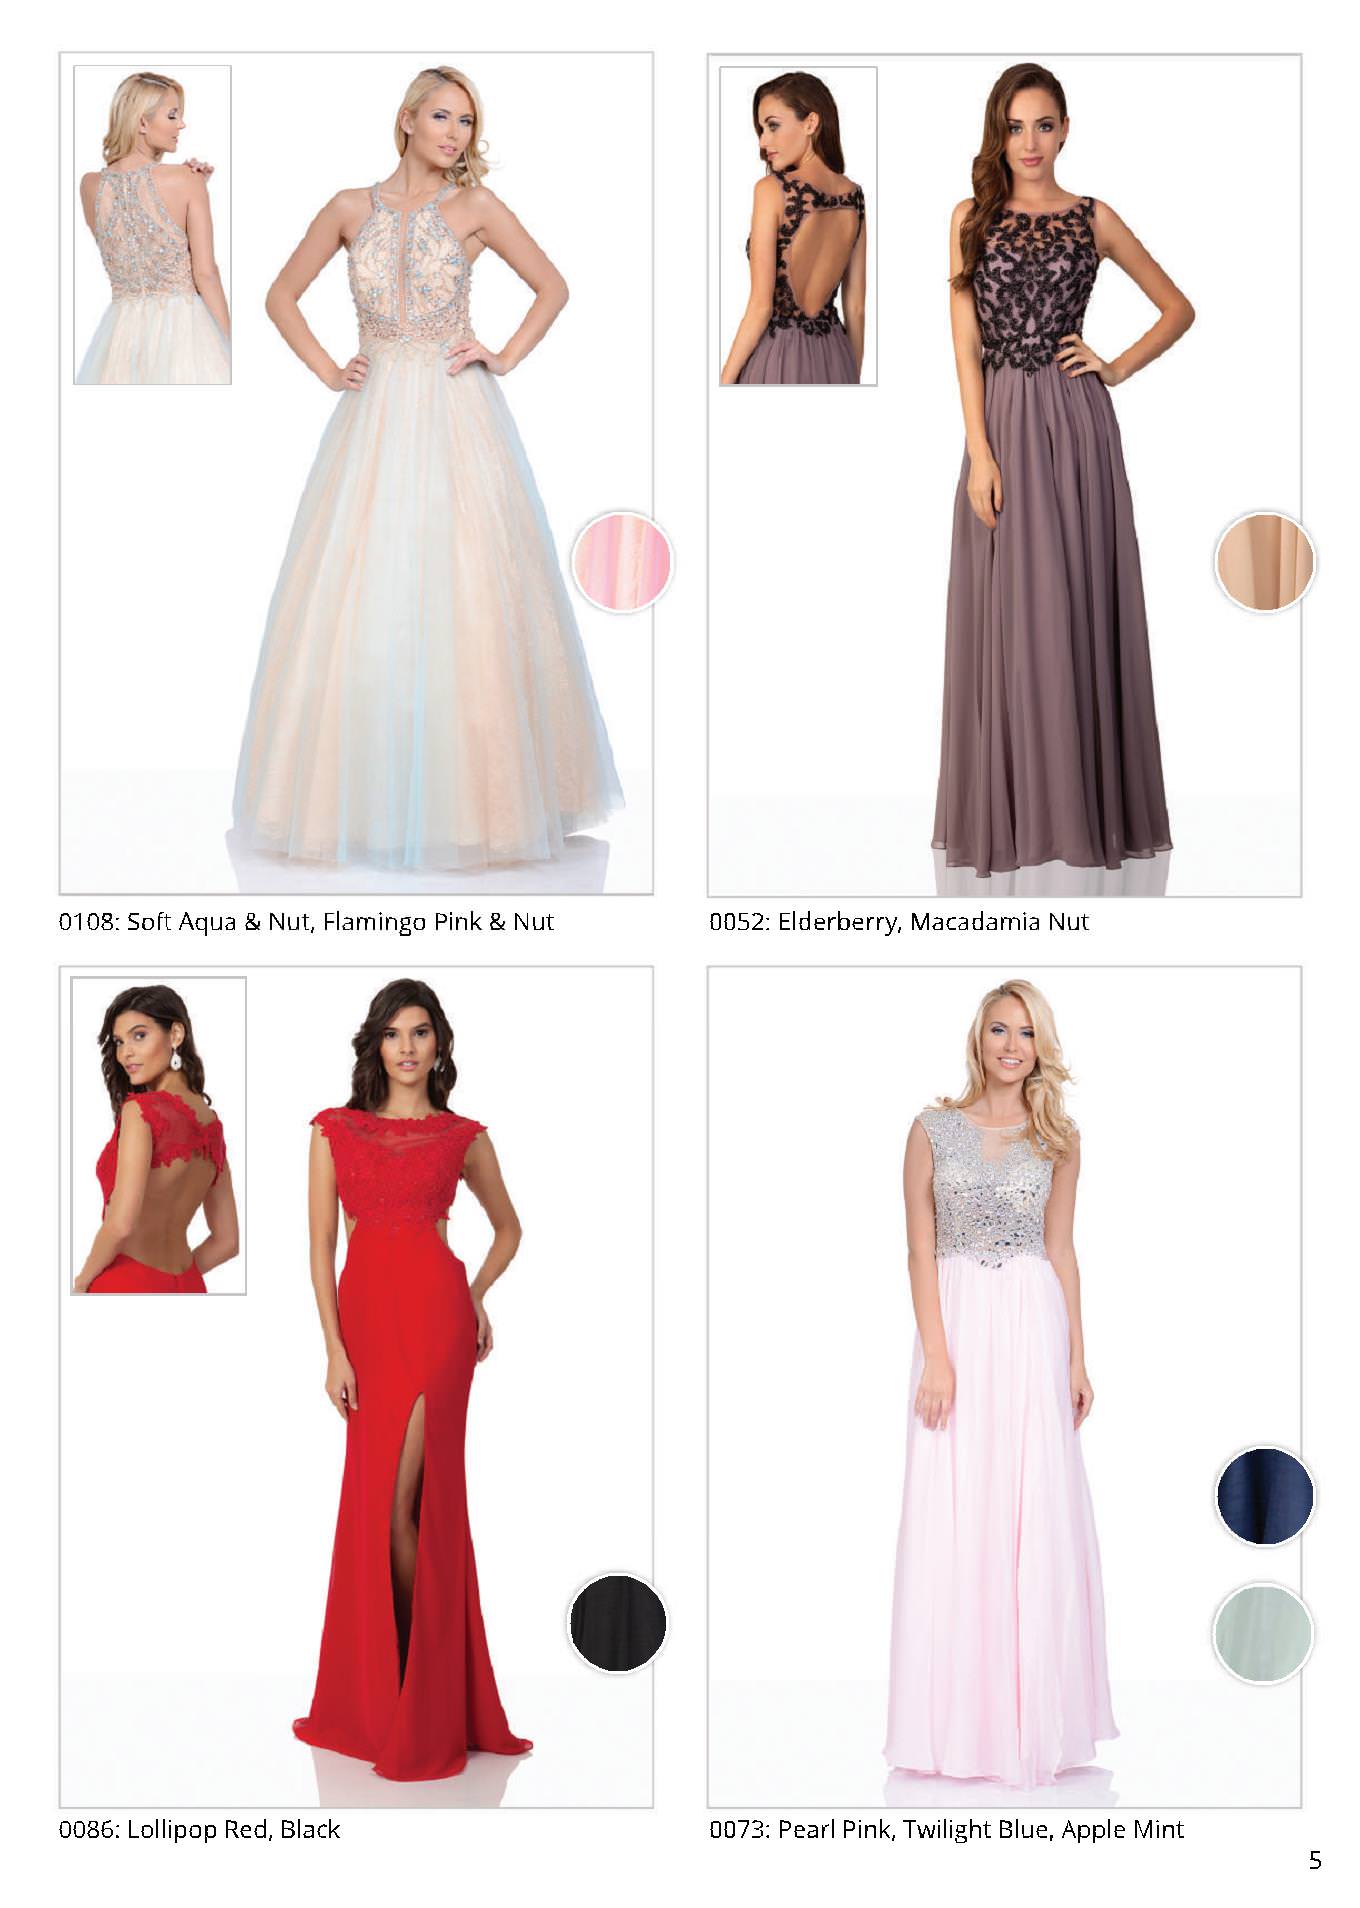 0108: Soft Aqua & Nut, Flamingo Pink & Nut
0052: Elderberry, Macadamia Nut
0086: Lollipop Red, Black
0073: Pearl Pink, Twilight Blue, Apple Mint
5